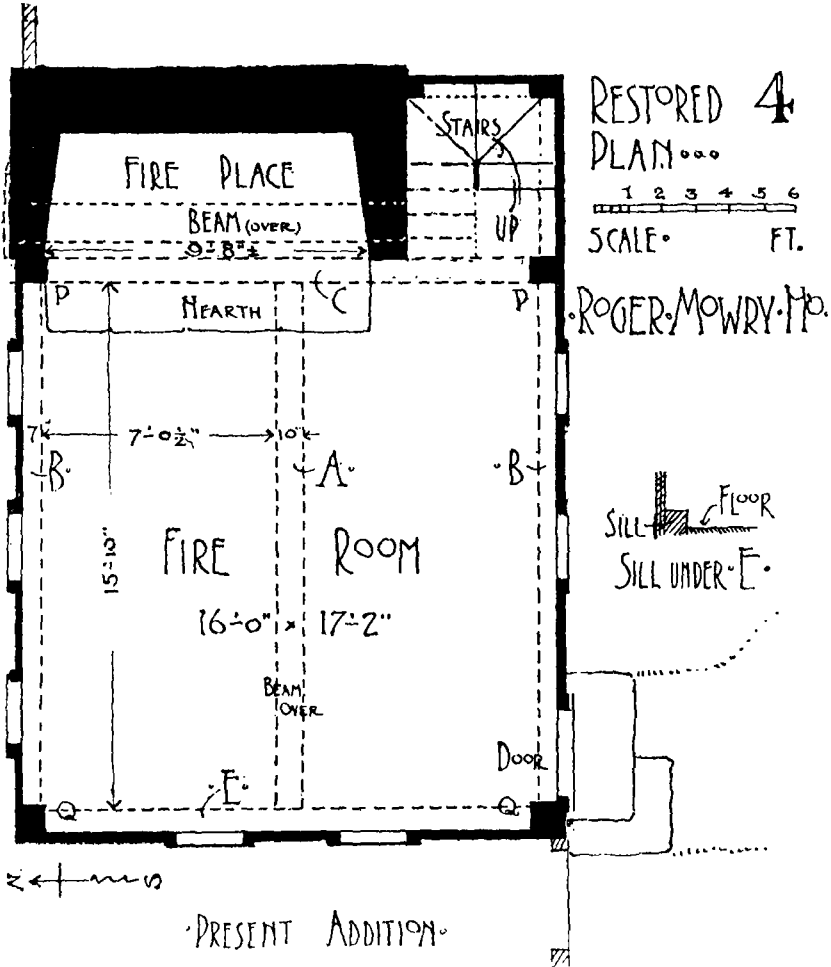 RESTORED 4
PLAN...
1 2 3 4 5 6
SCALE. FT.
·ROGER·MOWRY·HO.
STAIRS
UP
FIRE PLACE
BEAM (OVER)
9'-8"±
C
P
P
HEARTH
7"
7'-0½"
10"
B·
A·
·B
15'-10"
FIRE ROOM
16'-0" × 17'-2"
BEAM
OVER
DOOR
Q
·E·
Q
SILL
FLOOR
SILL UNDER·E·
N S
·PRESENT ADDITION·